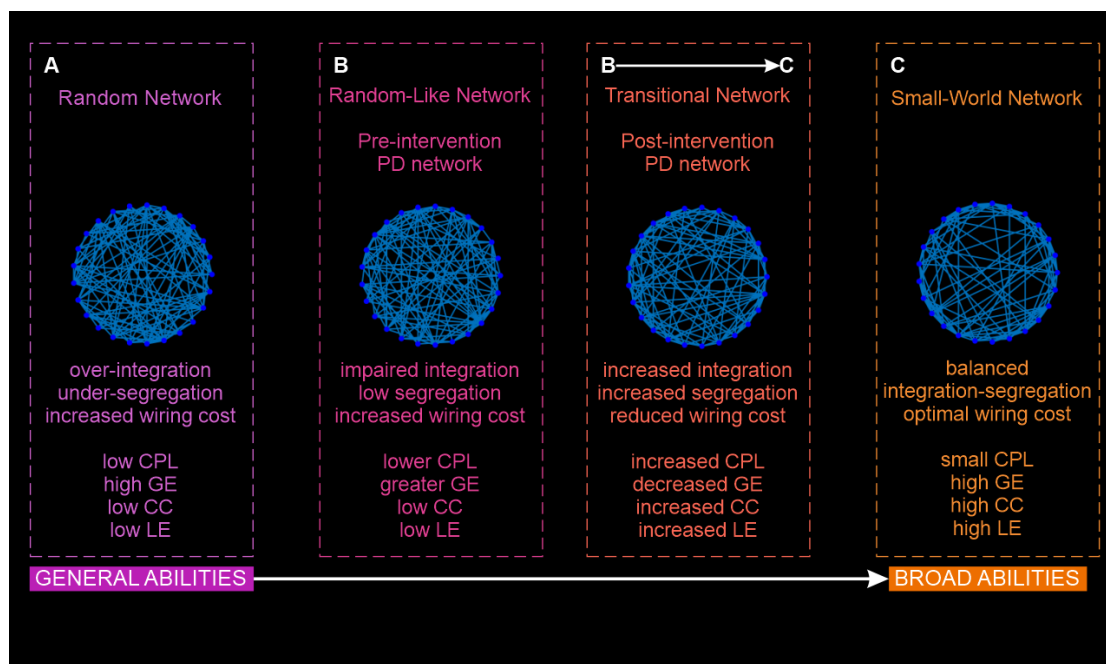 A
Random Network
over-integration
under-segregation
increased wiring cost
low CPL
high GE
low CC
low LE
B
Random-Like Network
Pre-intervention
PD network
impaired integration
low segregation
increased wiring cost
lower CPL
greater GE
low CC
low LE
B C
Transitional Network
Post-intervention
PD network
increased integration
increased segregation
reduced wiring cost
increased CPL
decreased GE
increased CC
increased LE
C
Small-World Network
balanced
integration-segregation
optimal wiring cost
small CPL
high GE
high CC
high LE
GENERAL ABILITIES
BROAD ABILITIES